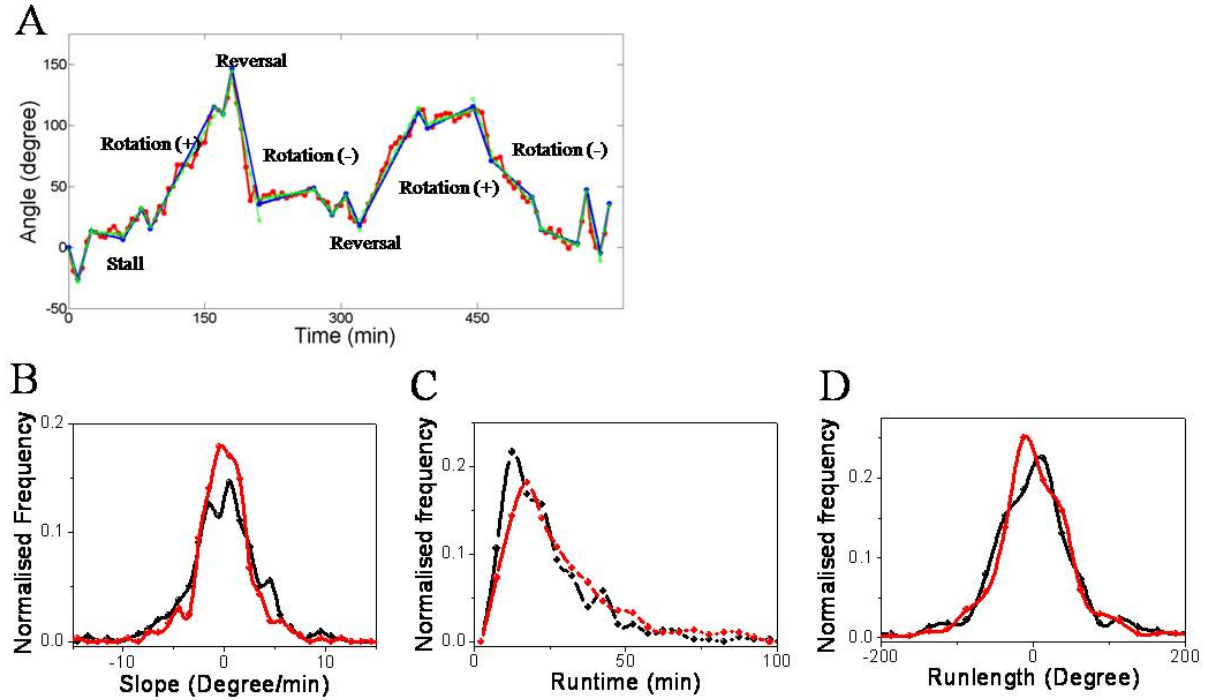 A
150
100
50
0
-50
Angle (degree)
0
150
300
450
Time (min)
Reversal
Rotation (+)
Rotation (-)
Stall
Reversal
Rotation (+)
Rotation (-)
B
0.2
0.1
0.0
Normalised Frequency
-10
0
10
Slope (Degree/min)
C
0.2
0.1
0.0
Normalised frequency
0
50
100
Runtime (min)
D
0.2
0.1
0.0
Normalised frequency
-200
0
200
Runlength (Degree)